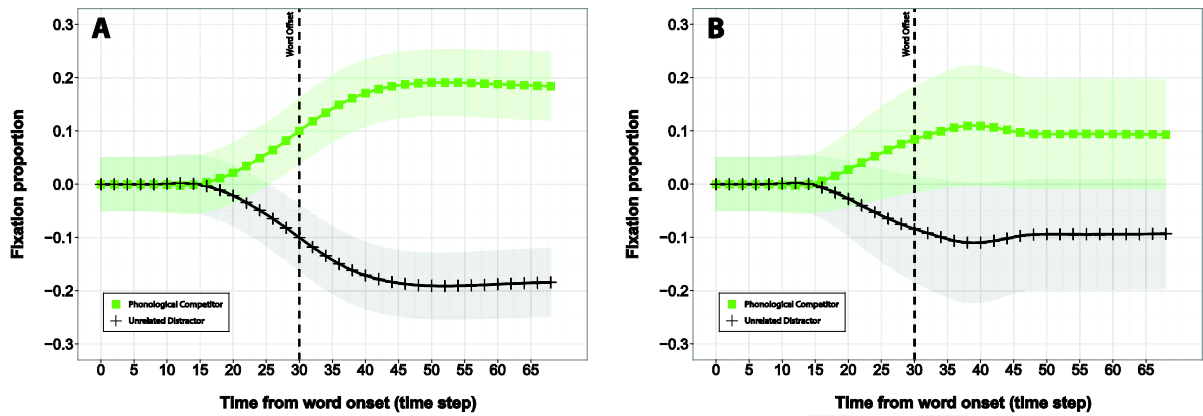 A
Fixation proportion
0.3
0.2
0.1
0.0
−0.1
−0.2
−0.3
Word Offset
Phonological Competitor
Unrelated Distractor
0 5 10 15 20 25 30 35 40 45 50 55 60 65
Time from word onset (time step)
B
Fixation proportion
0.3
0.2
0.1
0.0
−0.1
−0.2
−0.3
Word Offset
Phonological Competitor
Unrelated Distractor
0 5 10 15 20 25 30 35 40 45 50 55 60 65
Time from word onset (time step)